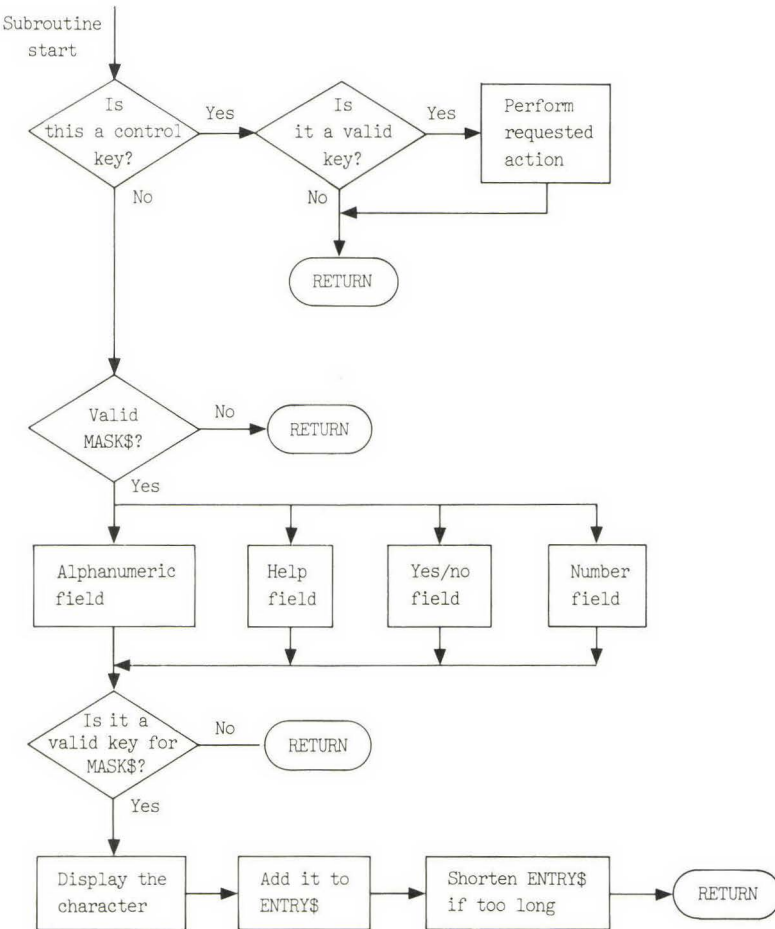 Subroutine
start
Is
this a control
key?
Yes
Is
it a valid
key?
Yes
Perform
requested
action
No
No
RETURN
Valid
MASK$?
No
RETURN
Yes
Alphanumeric
field
Help
field
Yes/no
field
Number
field
Is it a
valid key for
MASK$?
No
RETURN
Yes
Display the
character
Add it to
ENTRY$
Shorten ENTRY$
if too long
RETURN